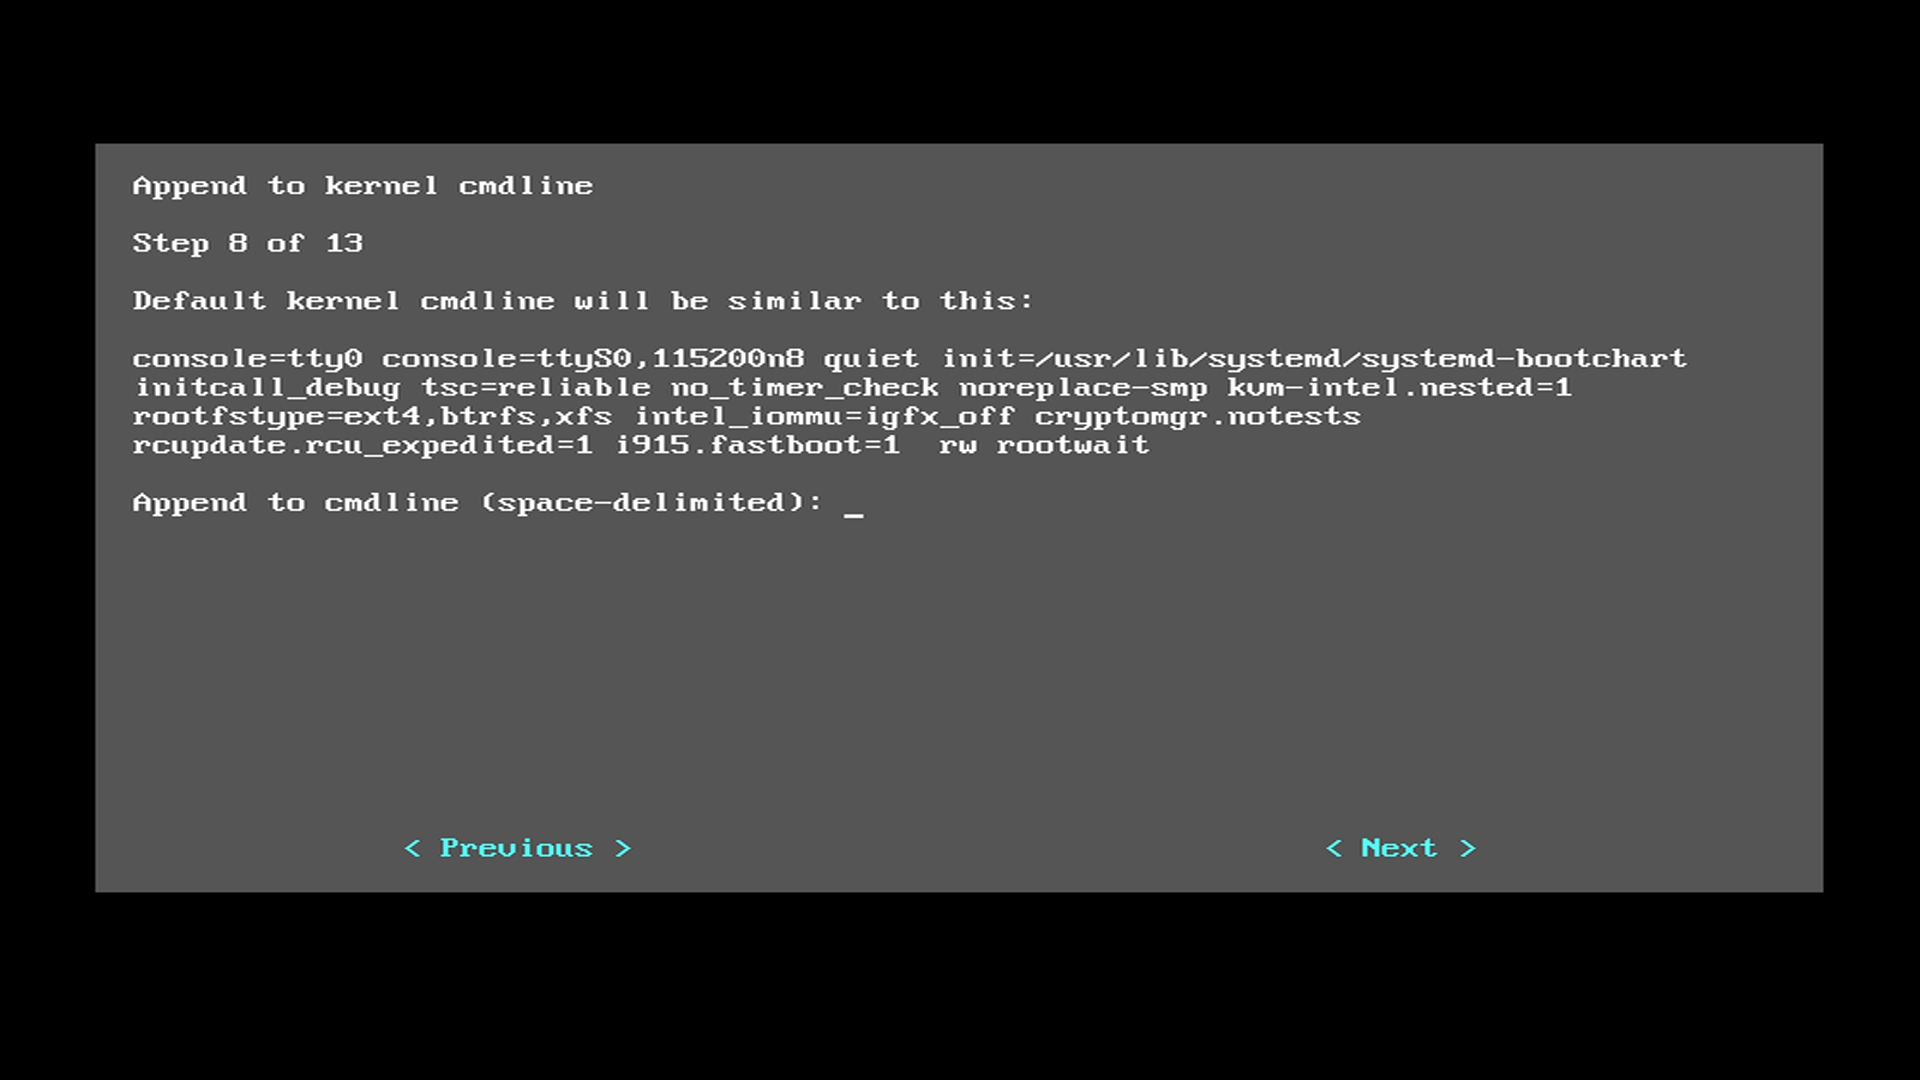 Append to kernel cmdline
Step 8 of 13
Default kernel cmdline will be similar to this:
console=tty0 console=ttyS0,115200n8 quiet init=/usr/lib/systemd/systemd-bootchart
initcall_debug tsc=reliable no_timer_check noreplace-smp kvm-intel.nested=1
rootfstype=ext4,btrfs,xfs intel_iommu=igfx_off cryptomgr.notests
rcupdate.rcu_expedited=1 i915.fastboot=1  rw rootwait
Append to cmdline (space-delimited): _
< Previous > < Next >